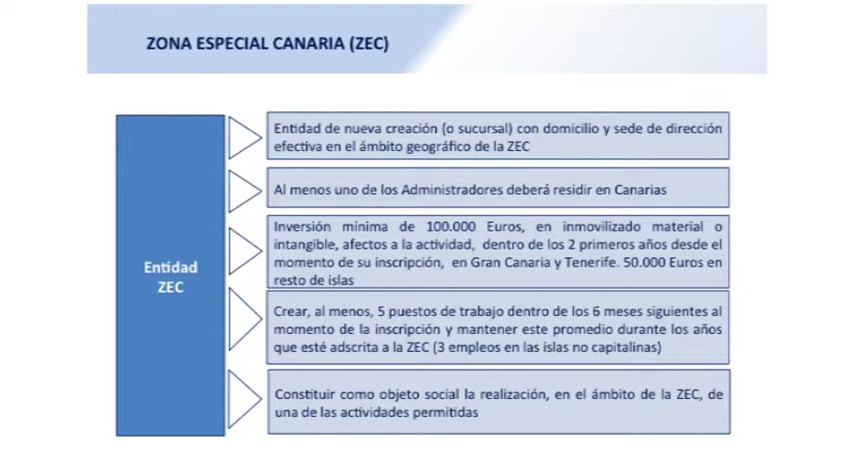 ZONA ESPECIAL CANARIA (ZEC)
Entidad
ZEC
Entidad de nueva creación (o sucursal) con domicilio y sede de dirección
efectiva en el ámbito geográfico de la ZEC
Al menos uno de los Administradores deberá residir en Canarias
Inversión mínima de 100.000 Euros, en inmovilizado material o
intangible, afectos a la actividad, dentro de los 2 primeros años desde el
momento de su inscripción, en Gran Canaria y Tenerife. 50.000 Euros en
resto de islas
Crear, al menos, 5 puestos de trabajo dentro de los 6 meses siguientes al
momento de la inscripción y mantener este promedio durante los años
que esté adscrita a la ZEC (3 empleos en las islas no capitalinas)
Constituir como objeto social la realización, en el ámbito de la ZEC, de
una de las actividades permitidas